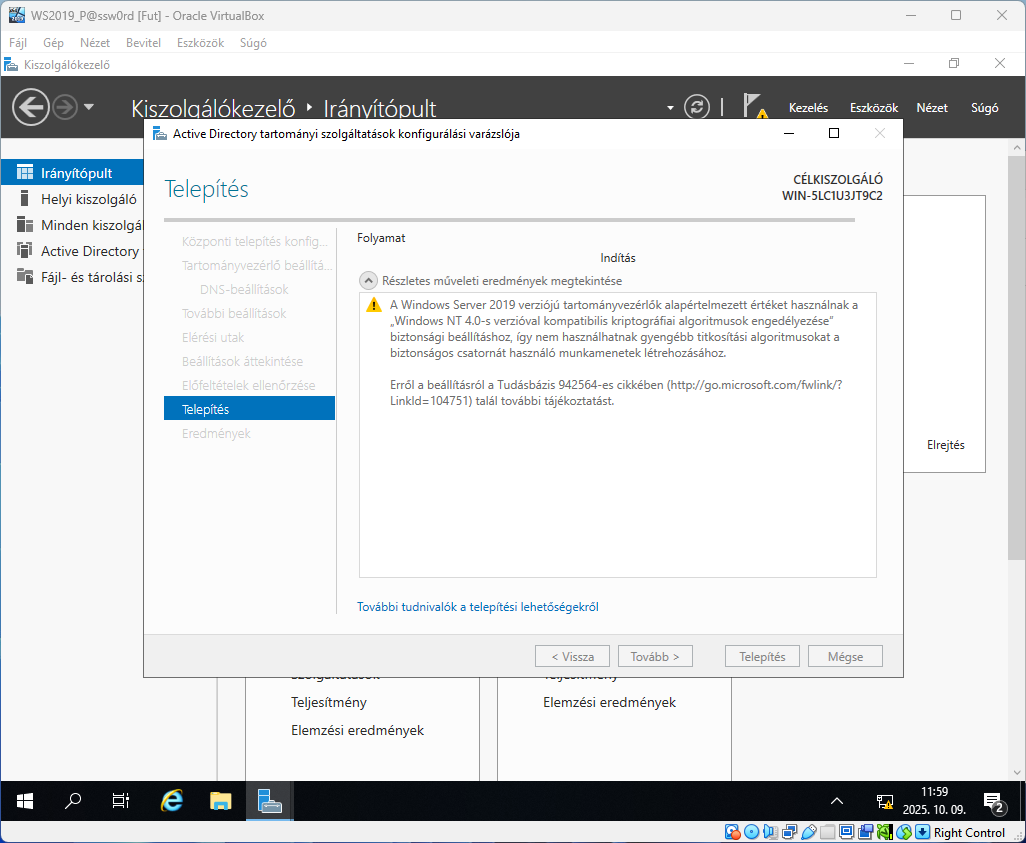 WS2019_P@ssw0rd [Fut] - Oracle VirtualBox
Fájl Gép Nézet Bevitel Eszközök Súgó
Kiszolgálókezelő
Kiszolgálókezelő ‣ Irányítópult
Kezelés Eszközök Nézet Súgó
Active Directory tartományi szolgáltatások konfigurálási varázslója
Irányítópult
Helyi kiszolgáló
Minden kiszolgál
Active Directory
Fájl- és tárolási s
Telepítés
CÉLKISZOLGÁLÓ
WIN-5LC1U3JT9C2
Központi telepítés konfig...
Tartományvezérlő beállítá...
DNS-beállítások
További beállítások
Elérési utak
Beállítások áttekintése
Előfeltételek ellenőrzése
Telepítés
Eredmények
Folyamat
Indítás
Részletes műveleti eredmények megtekintése
A Windows Server 2019 verziójú tartományvezérlők alapértelmezett értéket használnak a
„Windows NT 4.0-s verzióval kompatibilis kriptográfiai algoritmusok engedélyezése”
biztonsági beállításhoz, így nem használhatnak gyengébb titkosítási algoritmusokat a
biztonságos csatornát használó munkamenetek létrehozásához.
Erről a beállításról a Tudásbázis 942564-es cikkében (http://go.microsoft.com/fwlink/?
LinkId=104751) talál további tájékoztatást.
További tudnivalók a telepítési lehetőségekről
Elrejtés
< Vissza Tovább > Telepítés Mégse
szolgáltatások
Teljesítmény
Elemzési eredmények
Teljesítmény
Elemzési eredmények
11:59
2025. 10. 09.
2
Right Control